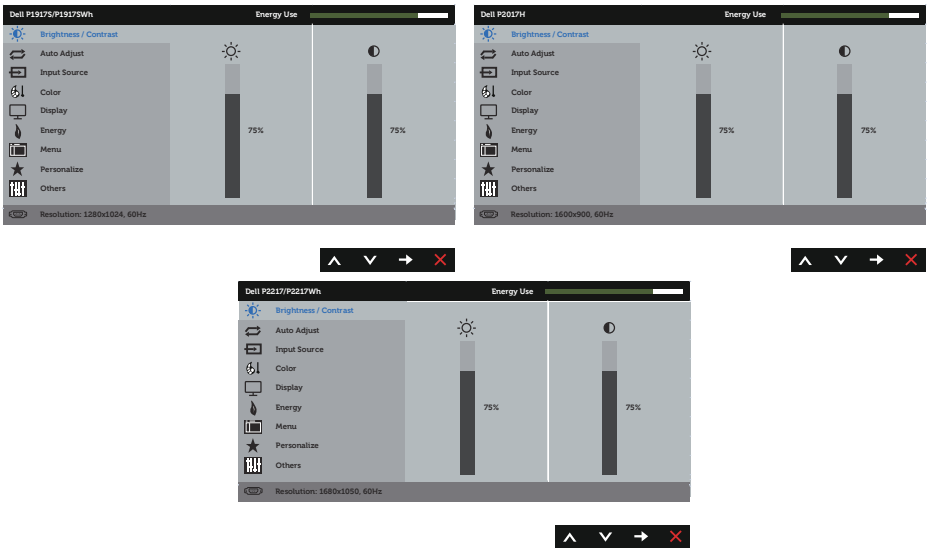 Dell P1917S/P1917SWh Energy Use
Brightness / Contrast
Auto Adjust
Input Source
Color
Display
Energy
Menu
Personalize
Others
75% 75%
Resolution: 1280x1024, 60Hz
Dell P2017H Energy Use
Brightness / Contrast
Auto Adjust
Input Source
Color
Display
Energy
Menu
Personalize
Others
75% 75%
Resolution: 1600x900, 60Hz
Dell P2217/P2217Wh Energy Use
Brightness / Contrast
Auto Adjust
Input Source
Color
Display
Energy
Menu
Personalize
Others
75% 75%
Resolution: 1680x1050, 60Hz